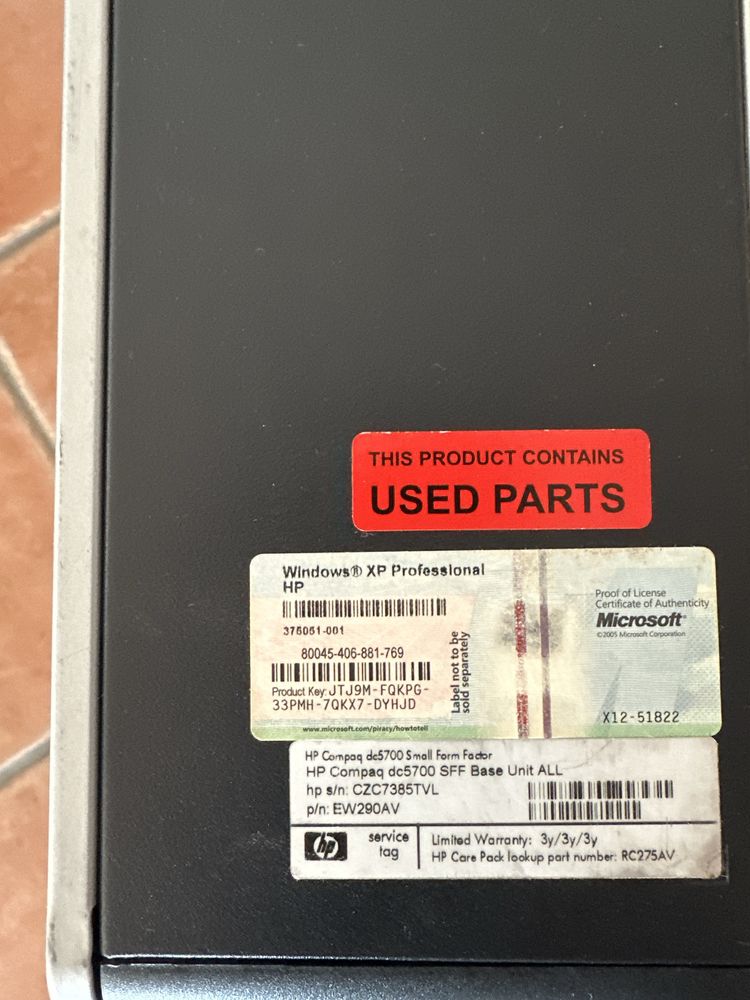 THIS PRODUCT CONTAINS
USED PARTS
Windows® XP Professional
HP
375051-001
80045-406-881-769
Product Key: JTJ9M-FQKPG-
33PMH-7QKX7-DYHJD
www.microsoft.com/piracy/howtotell
Label not to be
sold separately
Proof of License
Certificate of Authenticity
Microsoft®
©2005 Microsoft Corporation
X12-51822
HP Compaq dc5700 Small Form Factor
HP Compaq dc5700 SFF Base Unit ALL
hp s/n: CZC7385TVL
p/n: EW290AV
hp
service
tag
Limited Warranty: 3y/3y/3y
HP Care Pack lookup part number: RC275AV